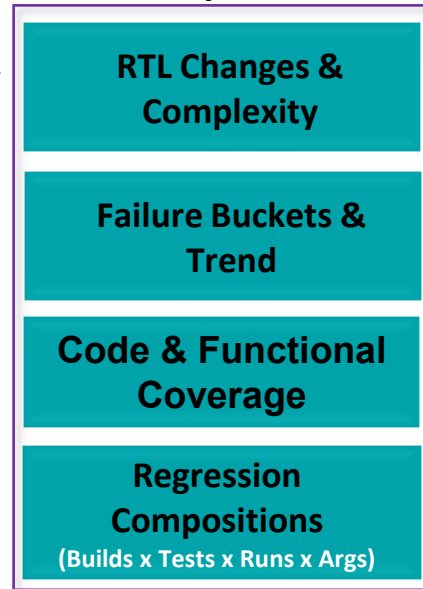 RTL Changes &
Complexity
Failure Buckets &
Trend
Code & Functional
Coverage
Regression
Compositions
(Builds x Tests x Runs x Args)